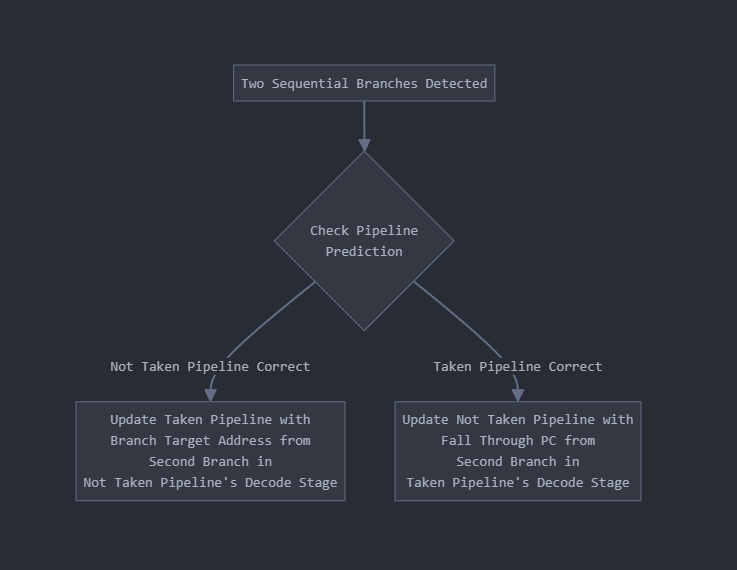 Two Sequential Branches Detected
Check Pipeline
Prediction
Not Taken Pipeline Correct
Taken Pipeline Correct
Update Taken Pipeline with
Branch Target Address from
Second Branch in
Not Taken Pipeline's Decode Stage
Update Not Taken Pipeline with
Fall Through PC from
Second Branch in
Taken Pipeline's Decode Stage